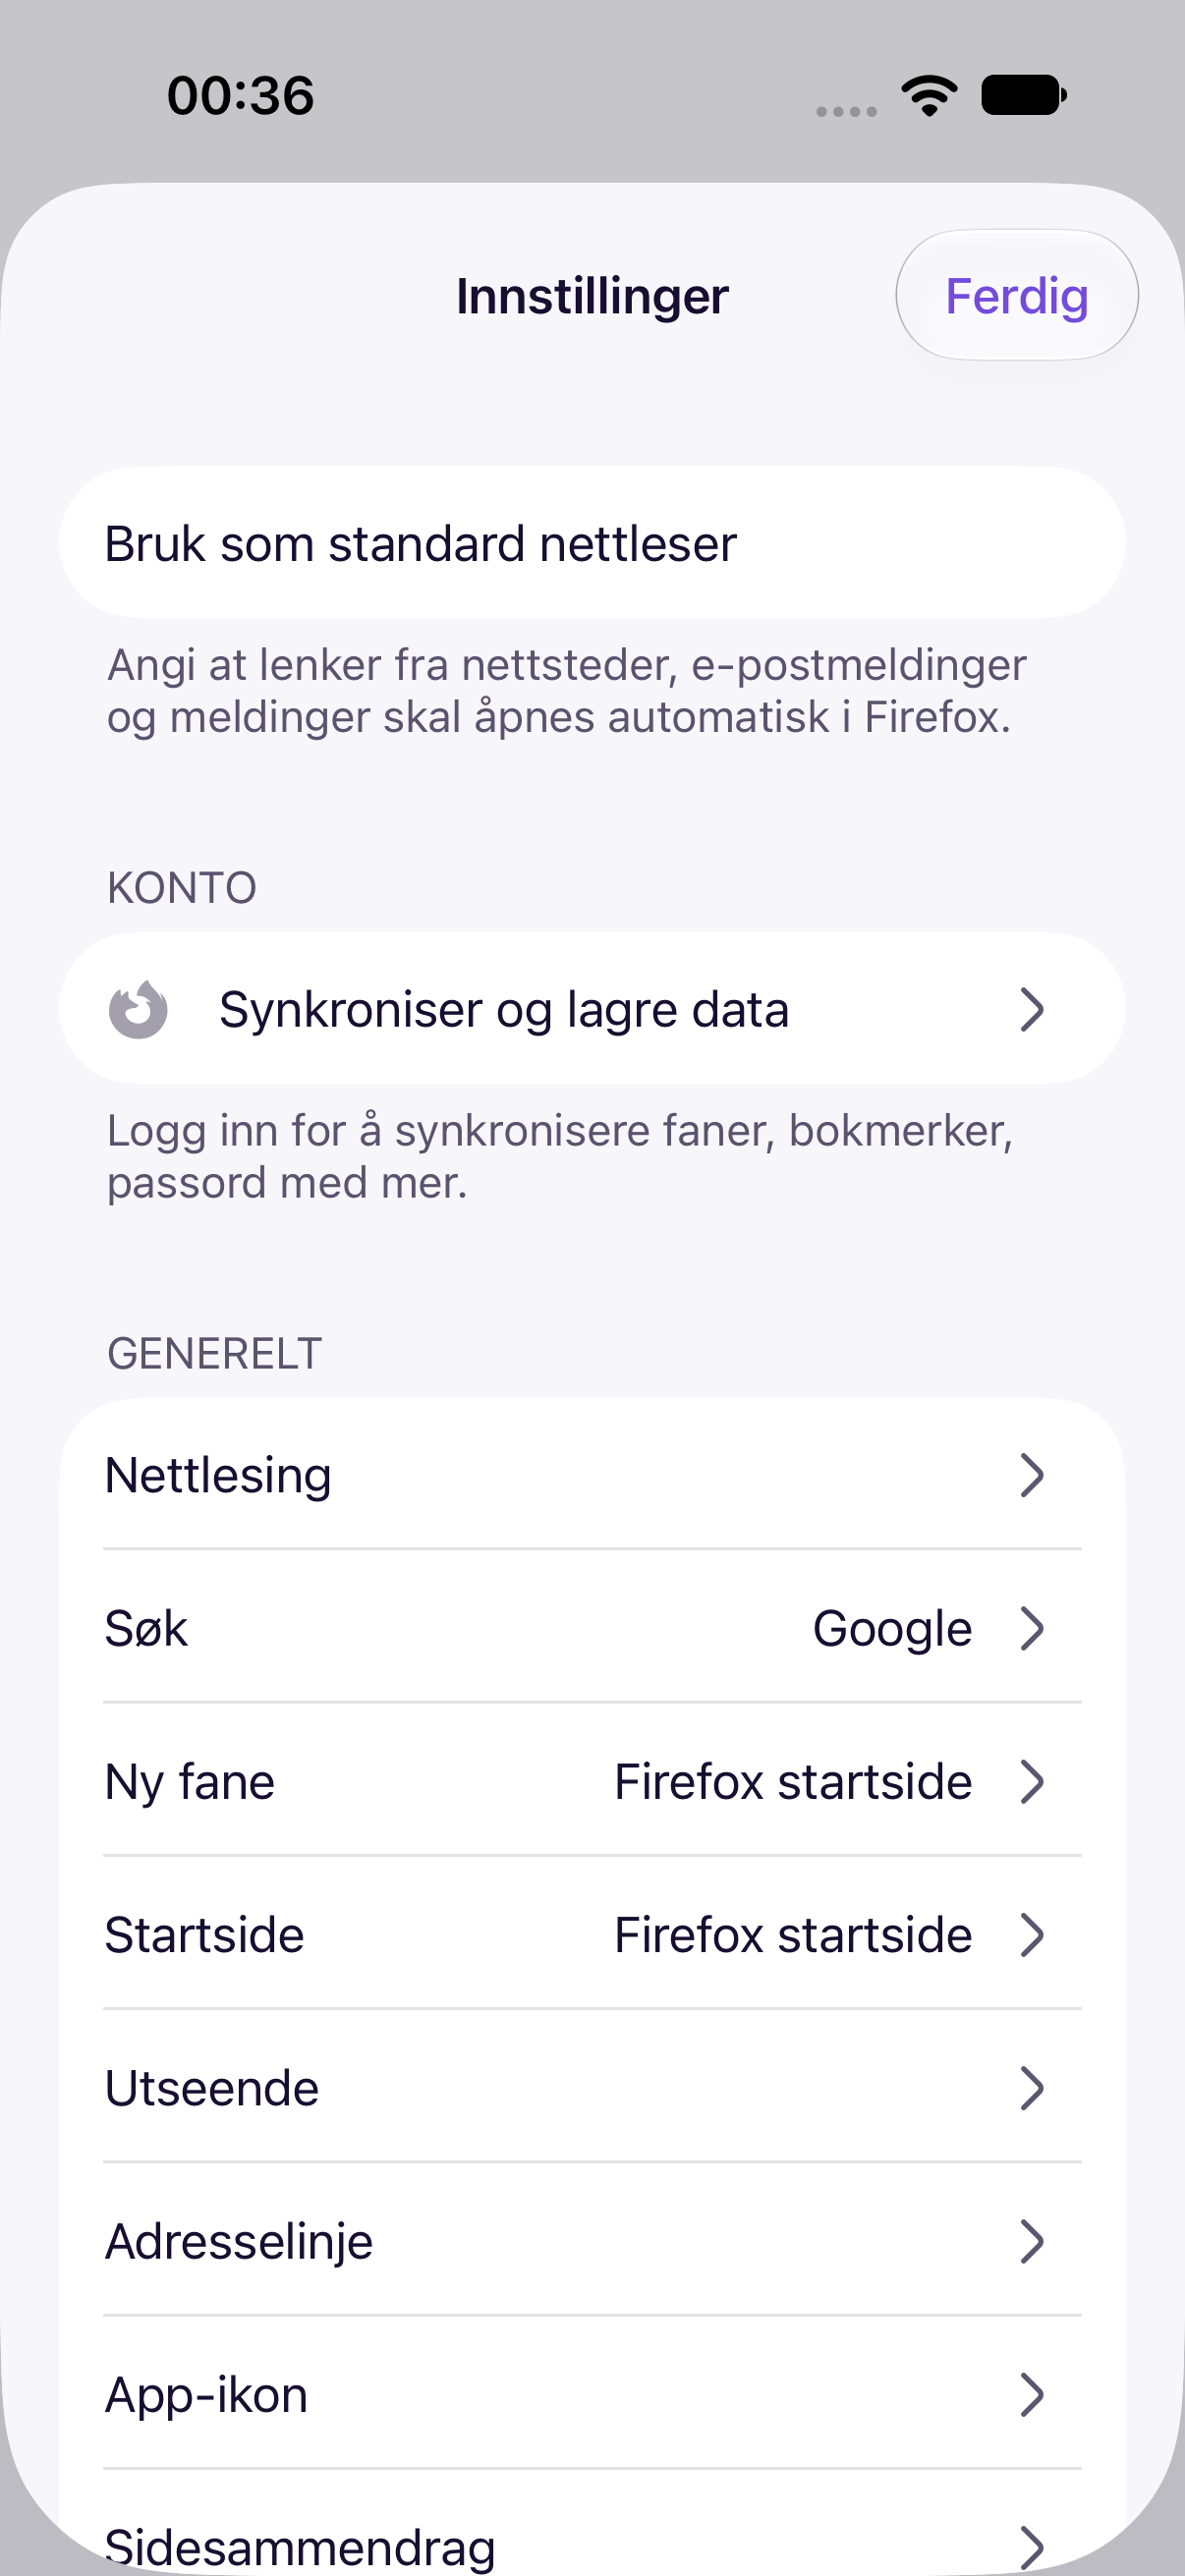 00:36
Innstillinger
Ferdig
Bruk som standard nettleser
Angi at lenker fra nettsteder, e-postmeldinger
og meldinger skal åpnes automatisk i Firefox.
KONTO
Synkroniser og lagre data
Logg inn for å synkronisere faner, bokmerker,
passord med mer.
GENERELT
Nettlesing
Søk Google
Ny fane Firefox startside
Startside Firefox startside
Utseende
Adresselinje
App-ikon
Sidesammendrag